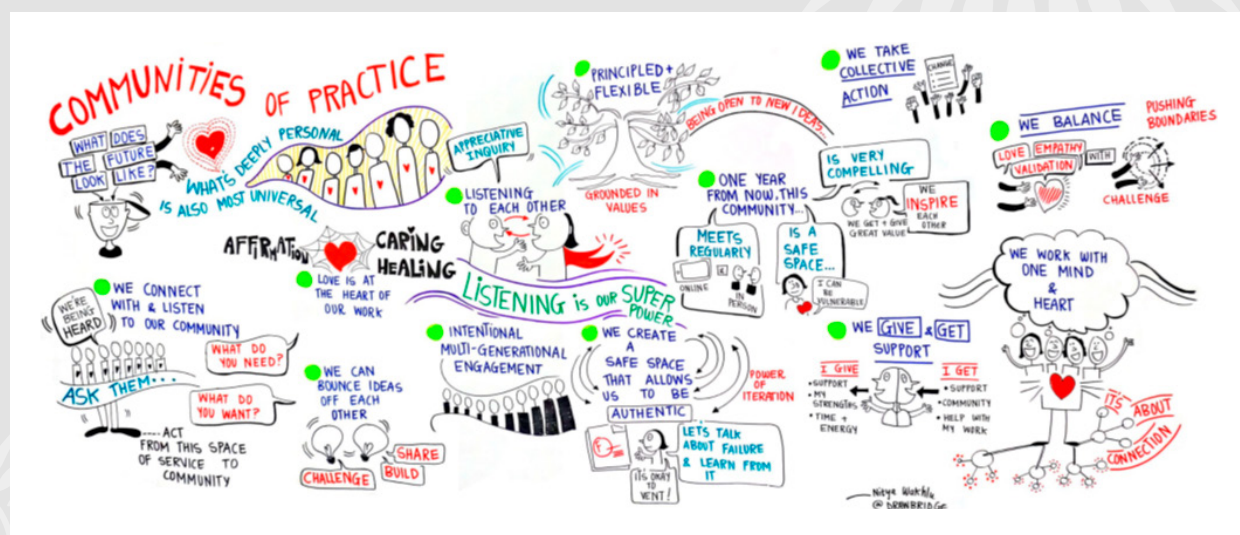 COMMUNITIES OF PRACTICE
WHAT DOES
THE FUTURE
LOOK LIKE?
WHAT'S DEEPLY PERSONAL
IS ALSO MOST UNIVERSAL
APPRECIATIVE
INQUIRY
LISTENING
TO EACH OTHER
PRINCIPLED +
FLEXIBLE
GROUNDED IN
VALUES
BEING OPEN TO NEW IDEAS...
WE TAKE
COLLECTIVE
ACTION
CHANGE
ONE YEAR
FROM NOW, THIS
COMMUNITY...
MEETS
REGULARLY
ONLINE
&
IN
PERSON
IS A
SAFE
SPACE...
I CAN
BE
VULNERABLE
IS VERY
COMPELLING
WE GET + GIVE
GREAT VALUE
WE
INSPIRE
EACH
OTHER
WE BALANCE
LOVE EMPATHY
VALIDATION WITH
PUSHING
BOUNDARIES
CHALLENGE
AFFIRMATION
CARING
HEALING
LOVE IS AT
THE HEART OF
OUR WORK
LISTENING is OUR SUPER
POWER
WE CONNECT
WITH & LISTEN
TO OUR COMMUNITY
WE'RE
BEING
HEARD
WHAT DO
YOU NEED?
ASK THEM...
WHAT DO
YOU WANT?
ACT
FROM THIS SPACE
OF SERVICE TO
COMMUNITY
WE CAN
BOUNCE IDEAS
OFF EACH
OTHER
CHALLENGE
SHARE
BUILD
INTENTIONAL
MULTI-GENERATIONAL
ENGAGEMENT
WE CREATE
A
SAFE SPACE
THAT ALLOWS
US TO BE
AUTHENTIC
POWER
OF
ITERATION
IT'S OKAY
TO
VENT!
LETS TALK
ABOUT FAILURE
& LEARN FROM
IT
WE GIVE & GET
SUPPORT
I GIVE
• SUPPORT
• MY
STRENGTHS
• TIME +
ENERGY
I GET
• SUPPORT
• COMMUNITY
• HELP WITH
MY WORK
WE WORK WITH
ONE MIND
&
HEART
IT'S
ABOUT
CONNECTION
@ DRAWBRIDGE